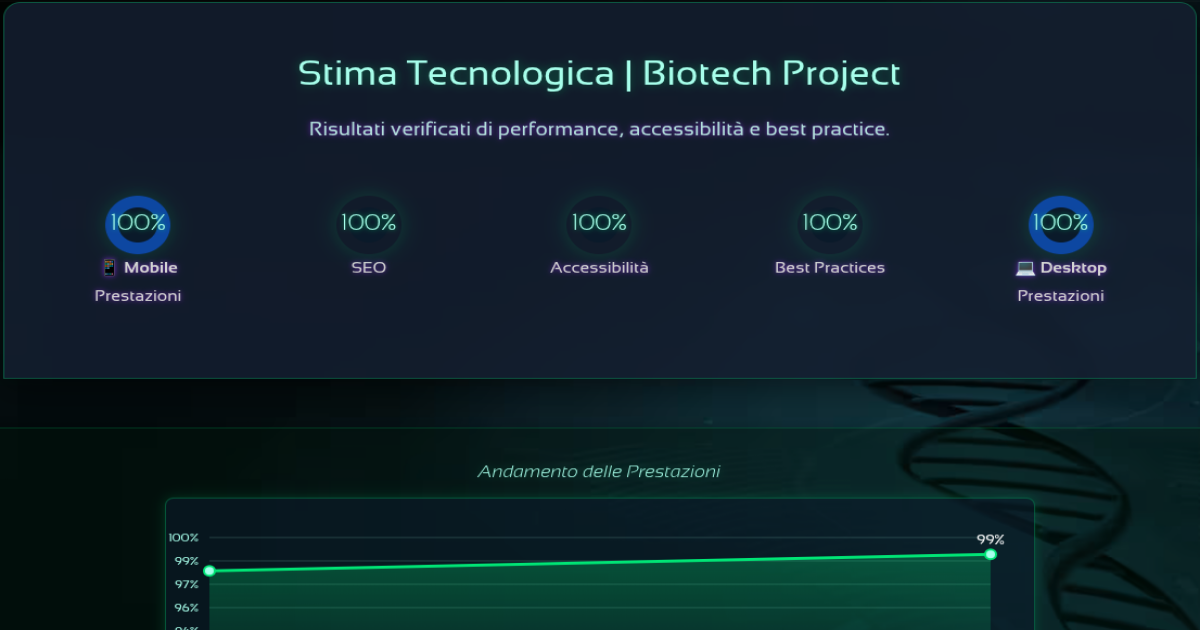 Stima Tecnologica | Biotech Project
Risultati verificati di performance, accessibilità e best practice.
100%
100%
100%
100%
100%
Mobile
SEO
Accessibilità
Best Practices
Desktop
Prestazioni
Prestazioni
Andamento delle Prestazioni
100%
99%
99%
97%
96%